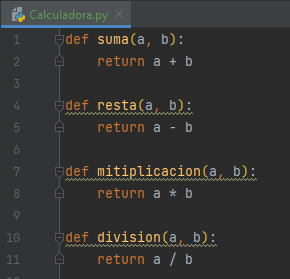 Calculadora.py
1 def suma(a, b):
2 return a + b
3
4 def resta(a, b):
5 return a - b
6
7 def mitiplicacion(a, b):
8 return a * b
9
10 def division(a, b):
11 return a / b